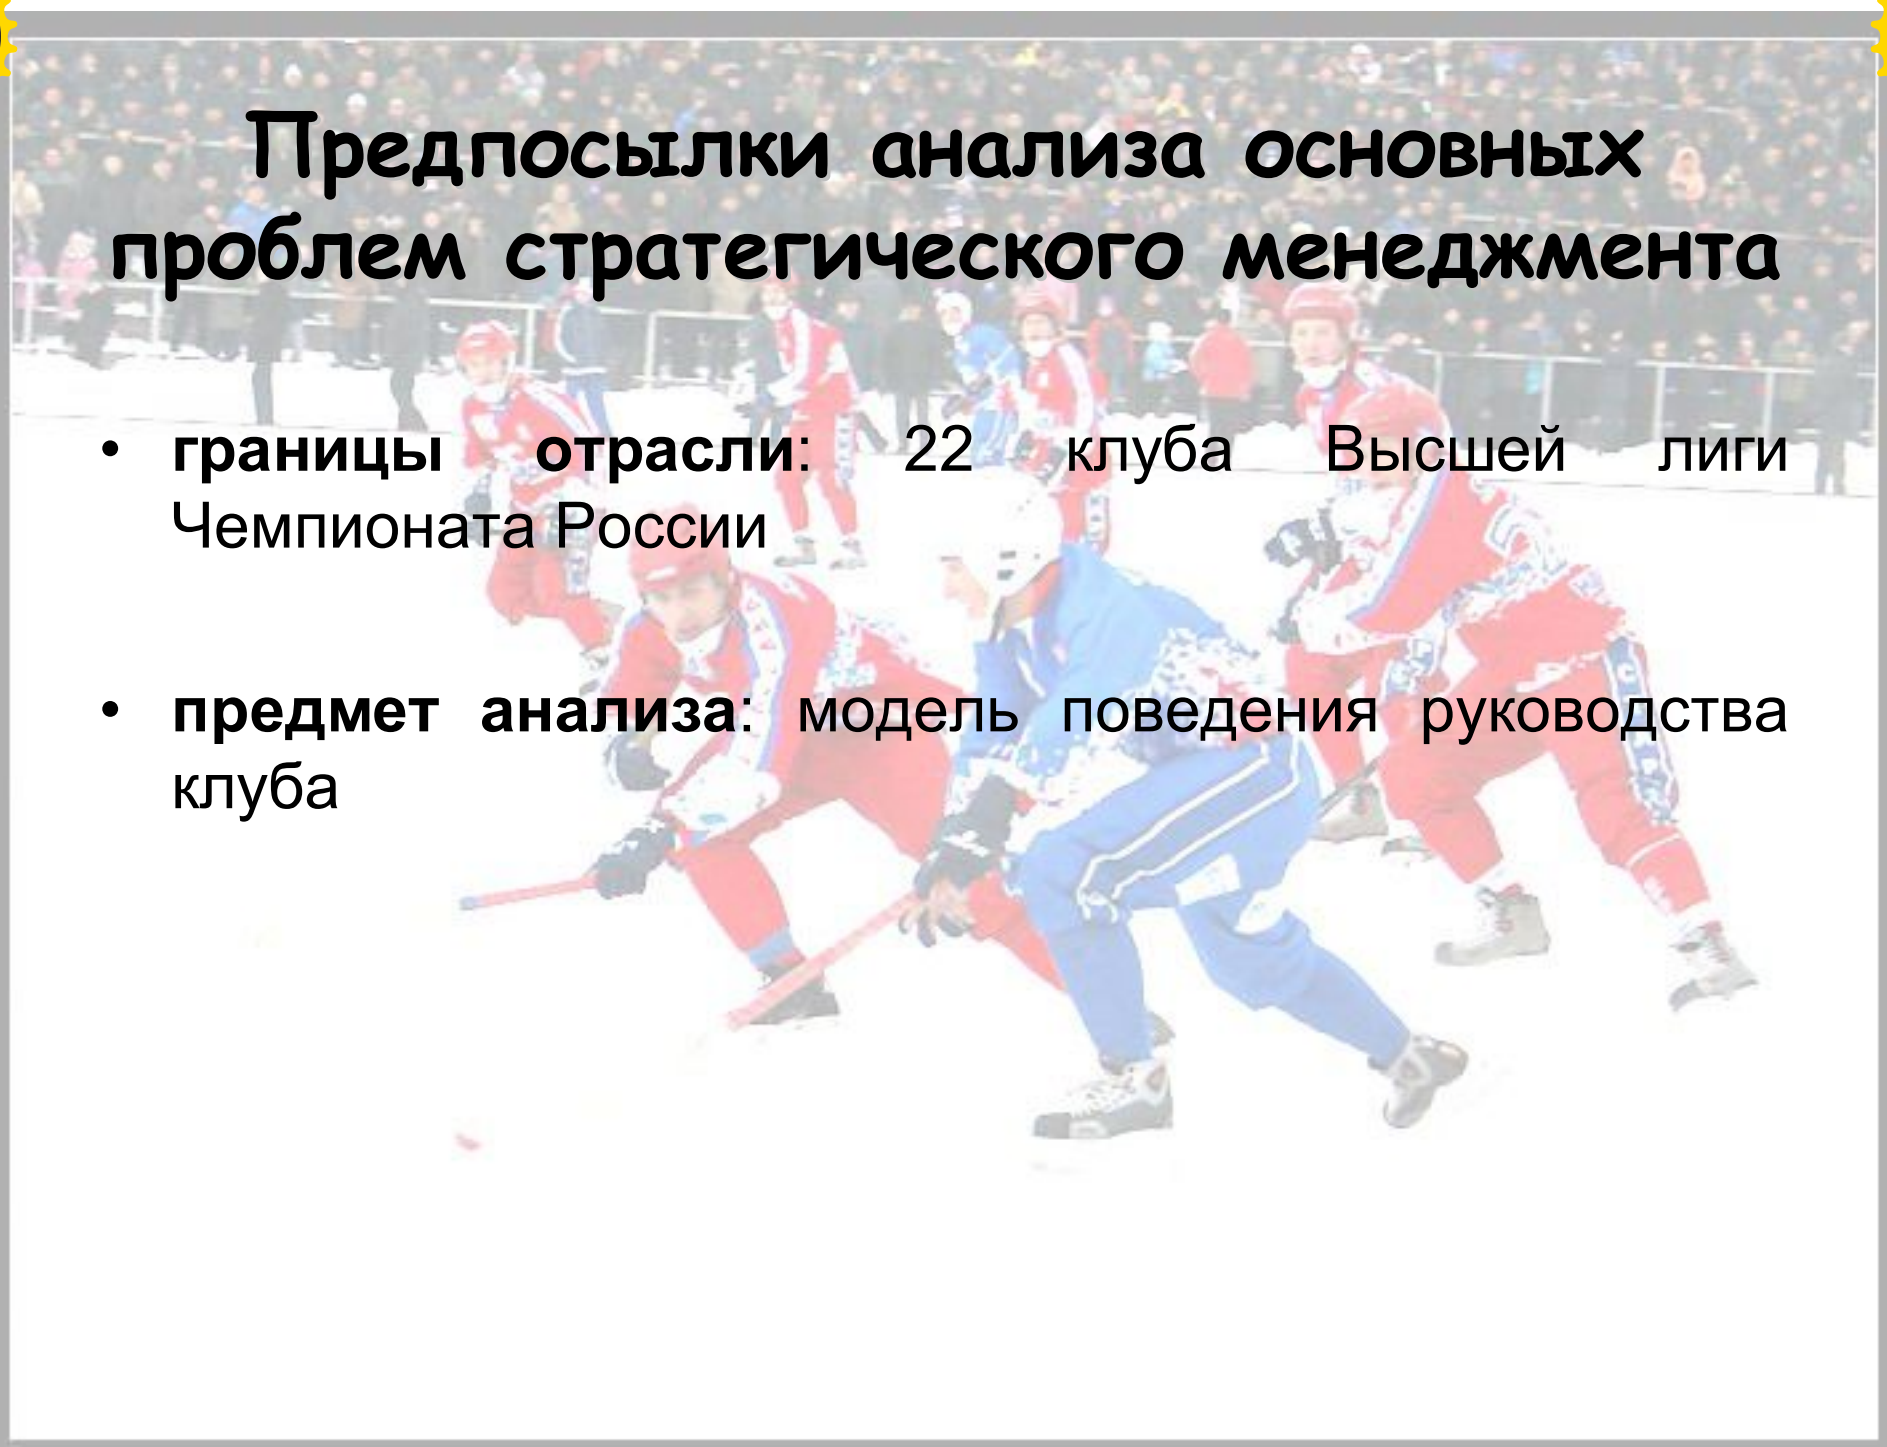 Предпосылки анализа основных
проблем стратегического менеджмента
• границы отрасли: 22 клуба Высшей лиги
Чемпионата России
• предмет анализа: модель поведения руководства
клуба